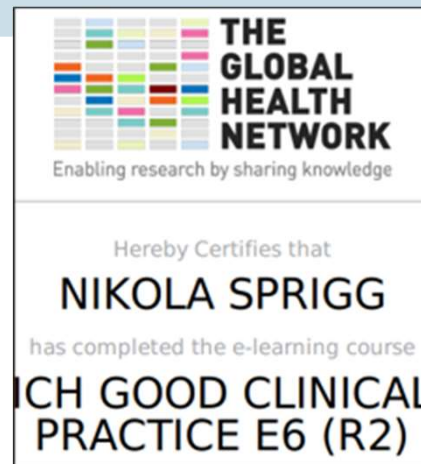 THE
GLOBAL
HEALTH
NETWORK
Enabling research by sharing knowledge
Hereby Certifies that
NIKOLA SPRIGG
has completed the e-learning course
ICH GOOD CLINICAL
PRACTICE E6 (R2)